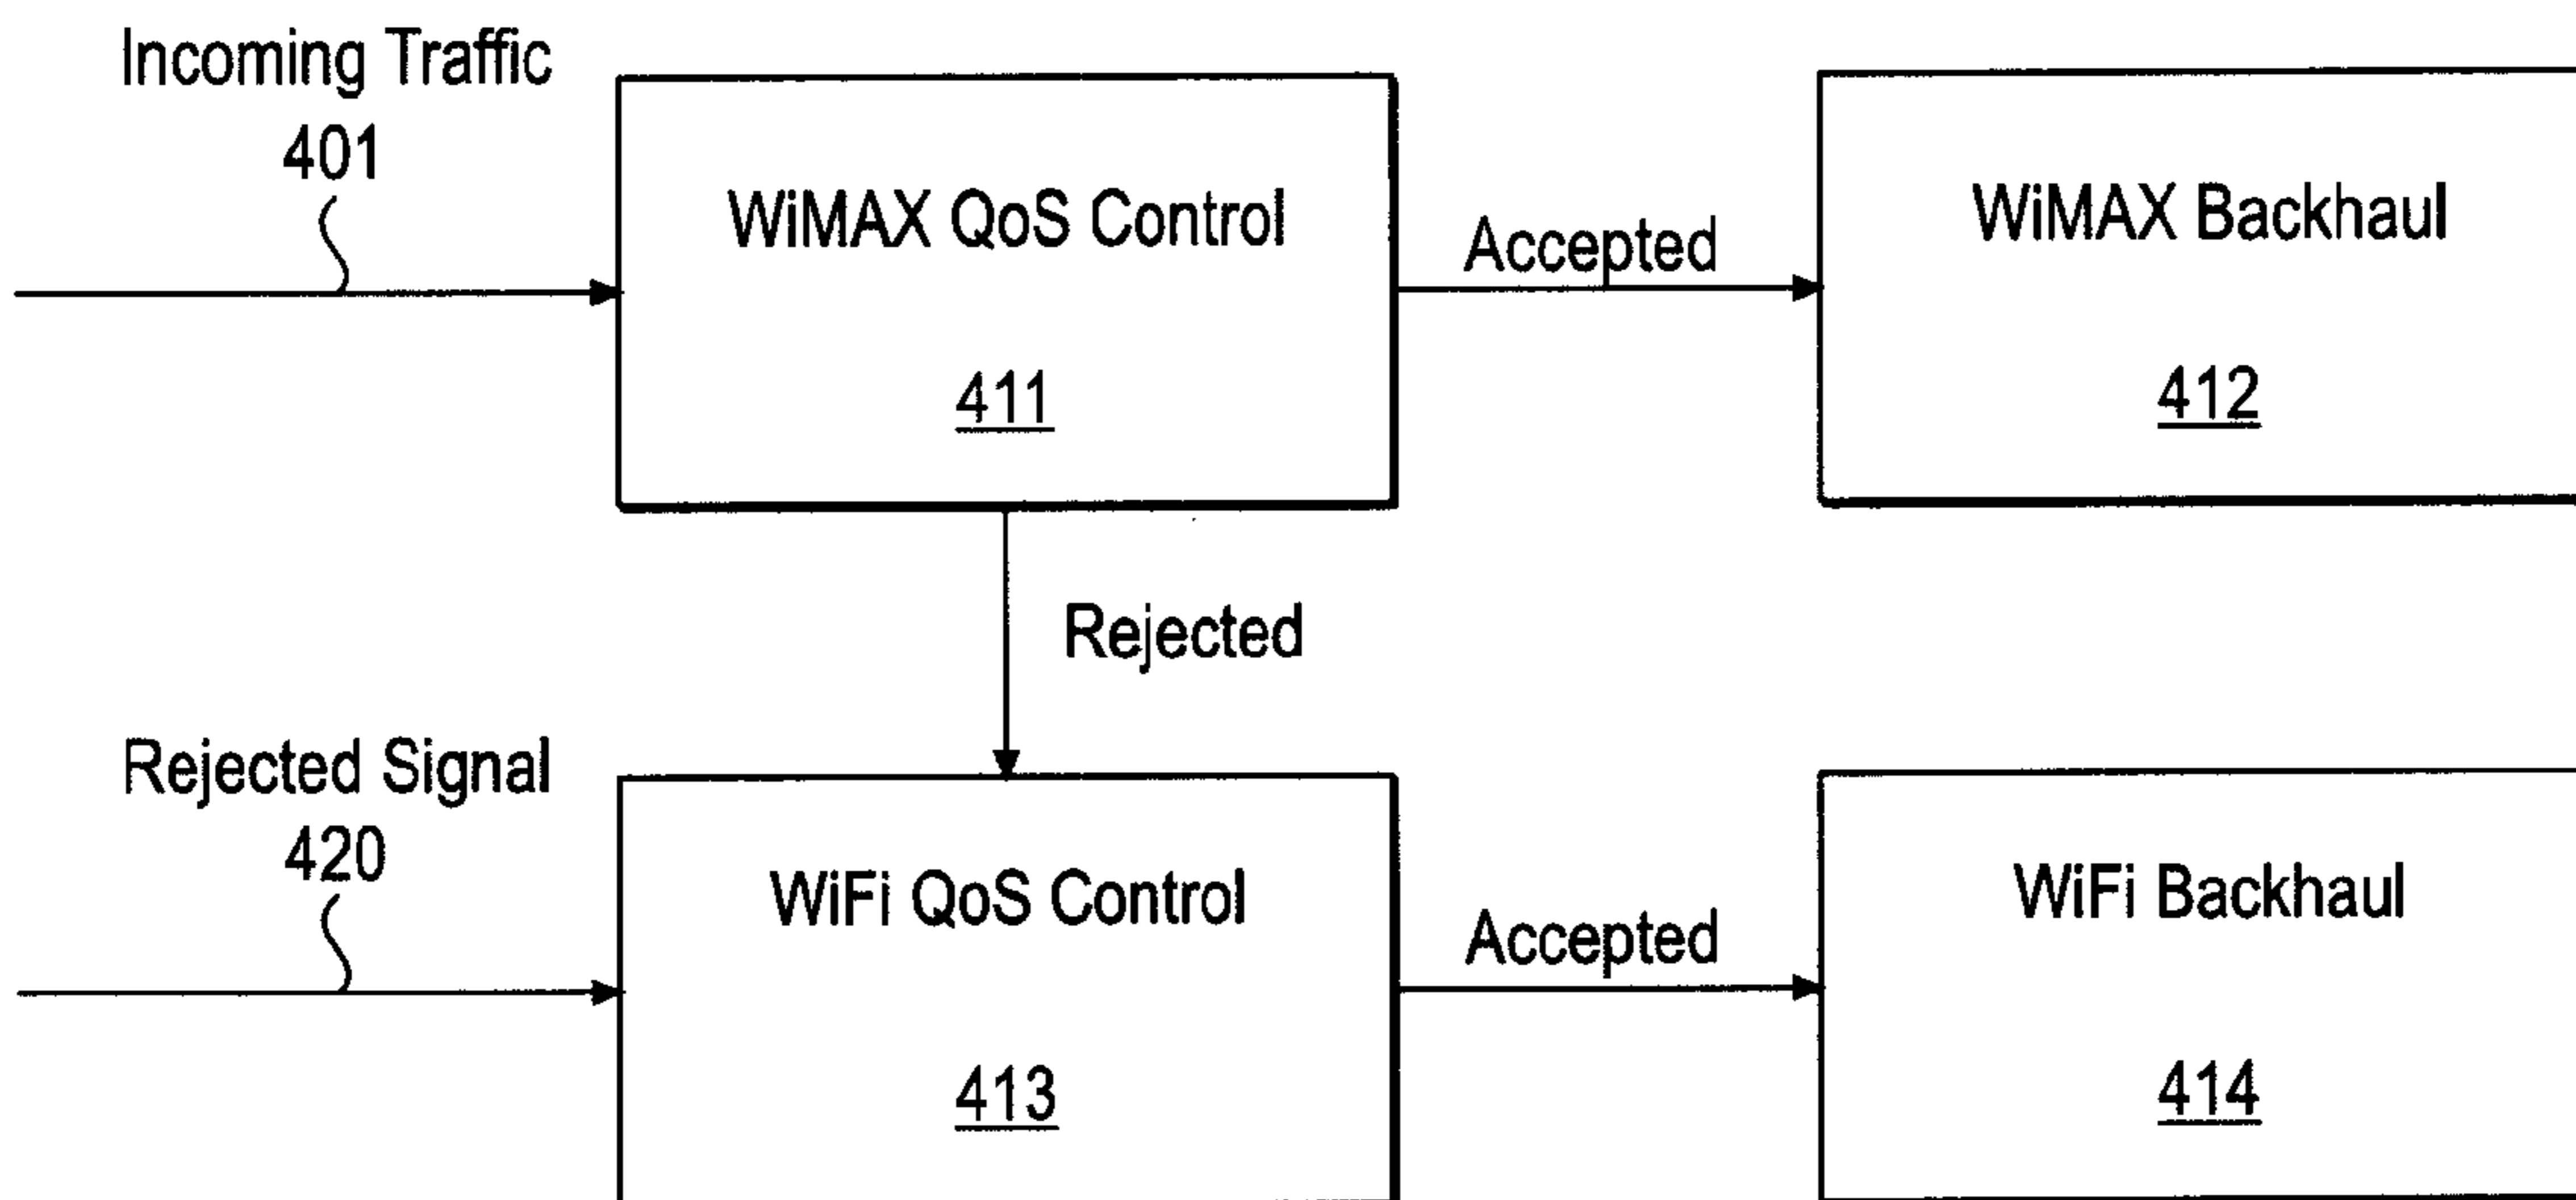 Incoming Traffic
401
WiMAX QoS Control
411
Accepted
WiMAX Backhaul
412
Rejected
Rejected Signal
420
WiFi QoS Control
413
Accepted
WiFi Backhaul
414